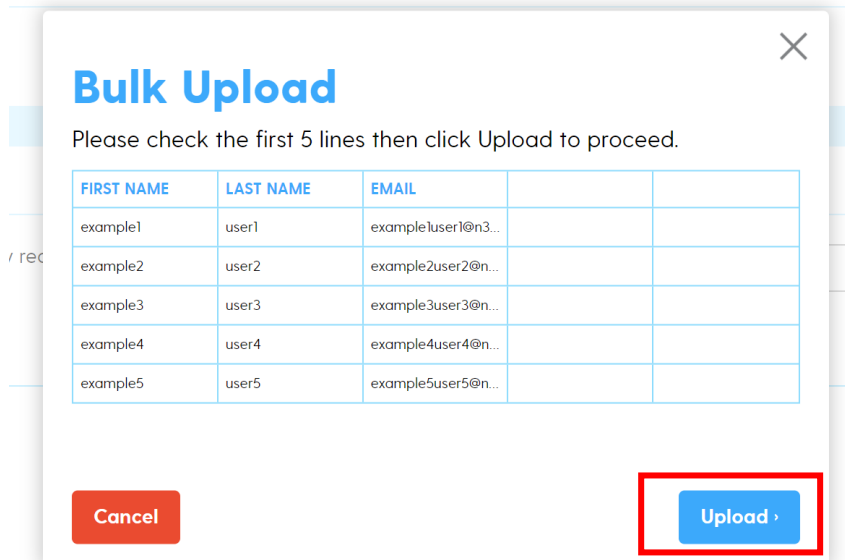 Bulk Upload
Please check the first 5 lines then click Upload to proceed.
FIRST NAME LAST NAME EMAIL
example1 user1 example1user1@n3...
example2 user2 example2user2@n...
y rec
example3 user3 example3user3@n...
example4 user4 example4user4@n...
example5 user5 example5user5@n...
Cancel Upload ›